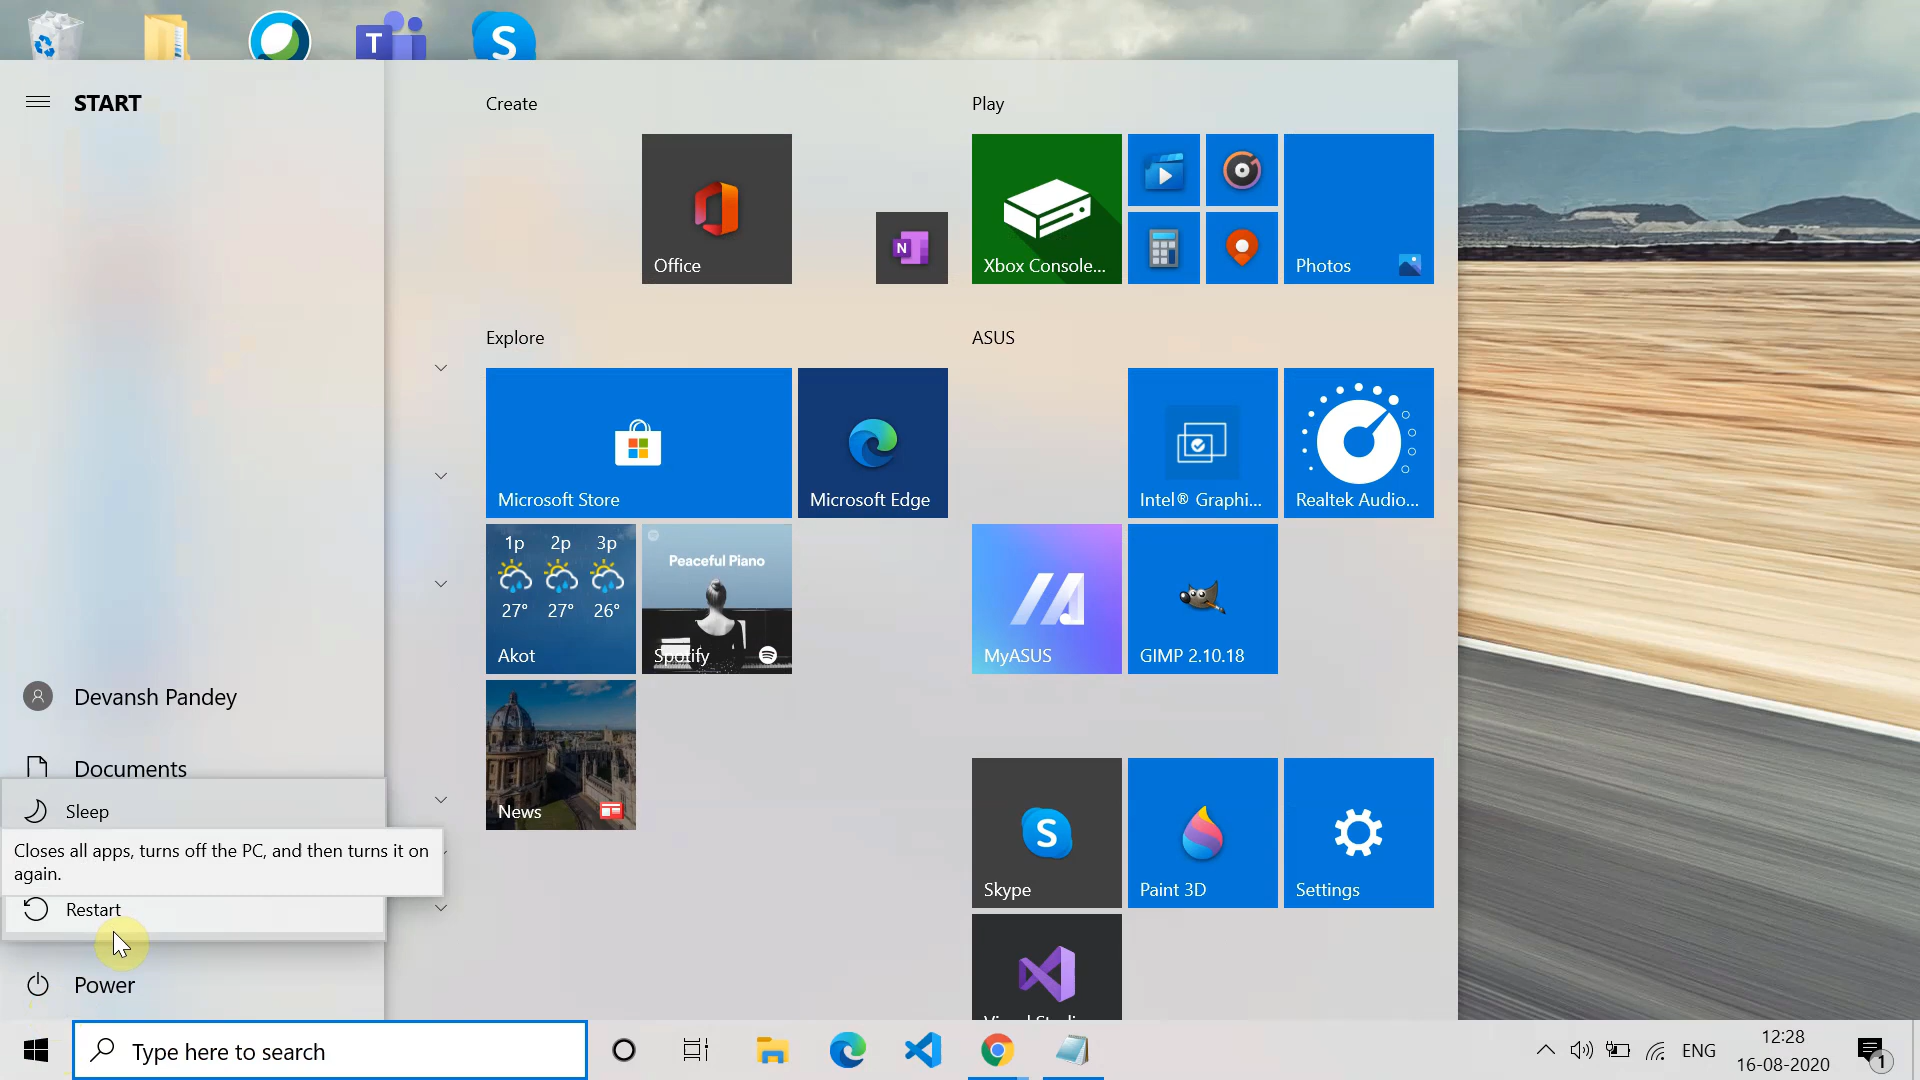 START
Create
Play
Office
N
Xbox Console...
Photos
Explore
ASUS
Microsoft Store
Microsoft Edge
Intel® Graphi...
Realtek Audio...
1p 2p 3p
27° 27° 26°
Akot
Peaceful Piano
Spotify
MyASUS
GIMP 2.10.18
Devansh Pandey
Documents
Sleep
Closes all apps, turns off the PC, and then turns it on
again.
Restart
Power
News
S
Skype
Paint 3D
Settings
T
S
Type here to search
ENG
12:28
16-08-2020
1